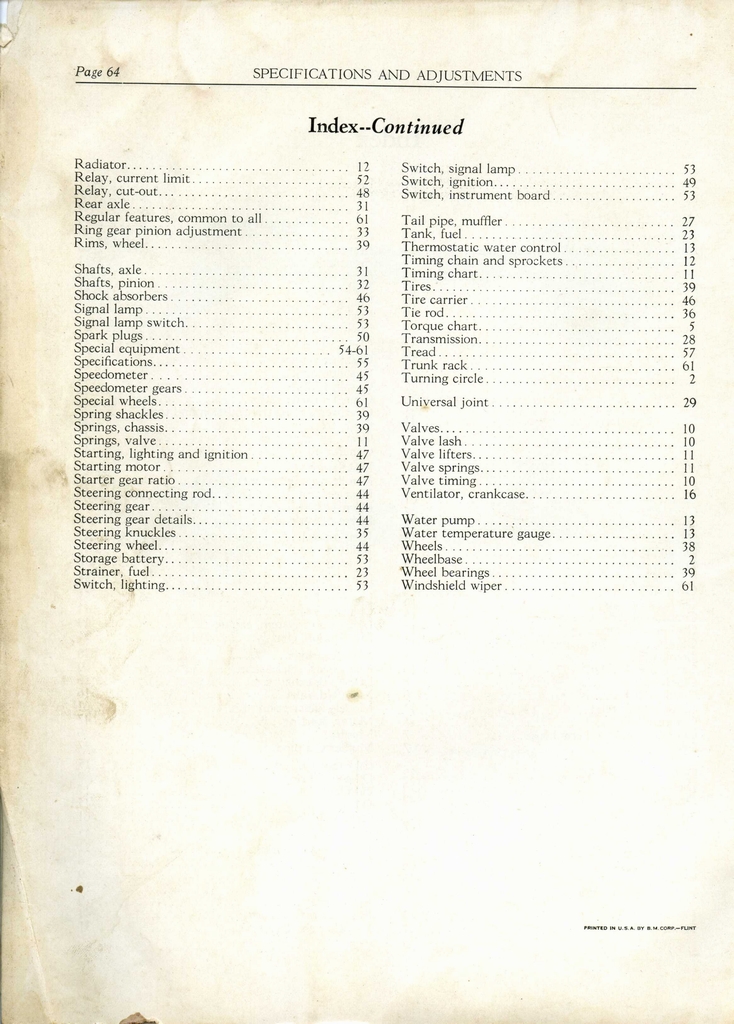 Page 64
SPECIFICATIONS AND ADJUSTMENTS
Index--Continued
Radiator. . . . . . . . . . . . . . . . . . . . . . 12
Relay, current limit. . . . . . . . . . . . . . . . 52
Relay, cut-out. . . . . . . . . . . . . . . . . . . 48
Rear axle . . . . . . . . . . . . . . . . . . . . . 31
Regular features, common to all . . . . . . . . . . 61
Ring gear pinion adjustment . . . . . . . . . . . . 33
Rims, wheel. . . . . . . . . . . . . . . . . . . . 39
Shafts, axle . . . . . . . . . . . . . . . . . . . 31
Shafts, pinion . . . . . . . . . . . . . . . . . . 32
Shock absorbers . . . . . . . . . . . . . . . . . . 46
Signal lamp . . . . . . . . . . . . . . . . . . . . 53
Signal lamp switch. . . . . . . . . . . . . . . . . 53
Spark plugs . . . . . . . . . . . . . . . . . . . . 50
Special equipment . . . . . . . . . . . . . . . . . 54-61
Specifications. . . . . . . . . . . . . . . . . . . 55
Speedometer . . . . . . . . . . . . . . . . . . . . 45
Speedometer gears . . . . . . . . . . . . . . . . . 45
Special wheels. . . . . . . . . . . . . . . . . . . 61
Spring shackles. . . . . . . . . . . . . . . . . . 39
Springs, chassis. . . . . . . . . . . . . . . . . . 39
Springs, valve . . . . . . . . . . . . . . . . . . 11
Starting, lighting and ignition . . . . . . . . . . 47
Starting motor . . . . . . . . . . . . . . . . . . 47
Starter gear ratio . . . . . . . . . . . . . . . . 47
Steering connecting rod. . . . . . . . . . . . . . 44
Steering gear . . . . . . . . . . . . . . . . . . . 44
Steering gear details. . . . . . . . . . . . . . . 44
Steering knuckles . . . . . . . . . . . . . . . . . 35
Steering wheel. . . . . . . . . . . . . . . . . . . 44
Storage battery. . . . . . . . . . . . . . . . . . 53
Strainer, fuel . . . . . . . . . . . . . . . . . . 23
Switch, lighting. . . . . . . . . . . . . . . . . . 53
Switch, signal lamp . . . . . . . . . . . . . . . . 53
Switch, ignition. . . . . . . . . . . . . . . . . . 49
Switch, instrument board . . . . . . . . . . . . . 53
Tail pipe, muffler . . . . . . . . . . . . . . . . 27
Tank, fuel . . . . . . . . . . . . . . . . . . . . 23
Thermostatic water control . . . . . . . . . . . . 13
Timing chain and sprockets . . . . . . . . . . . . 12
Timing chart. . . . . . . . . . . . . . . . . . . . 11
Tires. . . . . . . . . . . . . . . . . . . . . . . 39
Tire carrier . . . . . . . . . . . . . . . . . . . 46
Tie rod. . . . . . . . . . . . . . . . . . . . . . 36
Torque chart. . . . . . . . . . . . . . . . . . . . 5
Transmission. . . . . . . . . . . . . . . . . . . . 28
Tread . . . . . . . . . . . . . . . . . . . . . . . 57
Trunk rack . . . . . . . . . . . . . . . . . . . . 61
Turning circle . . . . . . . . . . . . . . . . . . 2
Universal joint . . . . . . . . . . . . . . . . . . 29
Valves. . . . . . . . . . . . . . . . . . . . . . . 10
Valve lash . . . . . . . . . . . . . . . . . . . . 10
Valve lifters. . . . . . . . . . . . . . . . . . . 11
Valve springs. . . . . . . . . . . . . . . . . . . 11
Valve timing . . . . . . . . . . . . . . . . . . . 10
Ventilator, crankcase. . . . . . . . . . . . . . . 16
Water pump . . . . . . . . . . . . . . . . . . . . 13
Water temperature gauge. . . . . . . . . . . . . . 13
Wheels . . . . . . . . . . . . . . . . . . . . . . 38
Wheelbase . . . . . . . . . . . . . . . . . . . . . 2
Wheel bearings . . . . . . . . . . . . . . . . . . 39
Windshield wiper . . . . . . . . . . . . . . . . . 61
PRINTED IN U.S.A. BY B.M.CORP.—FLINT